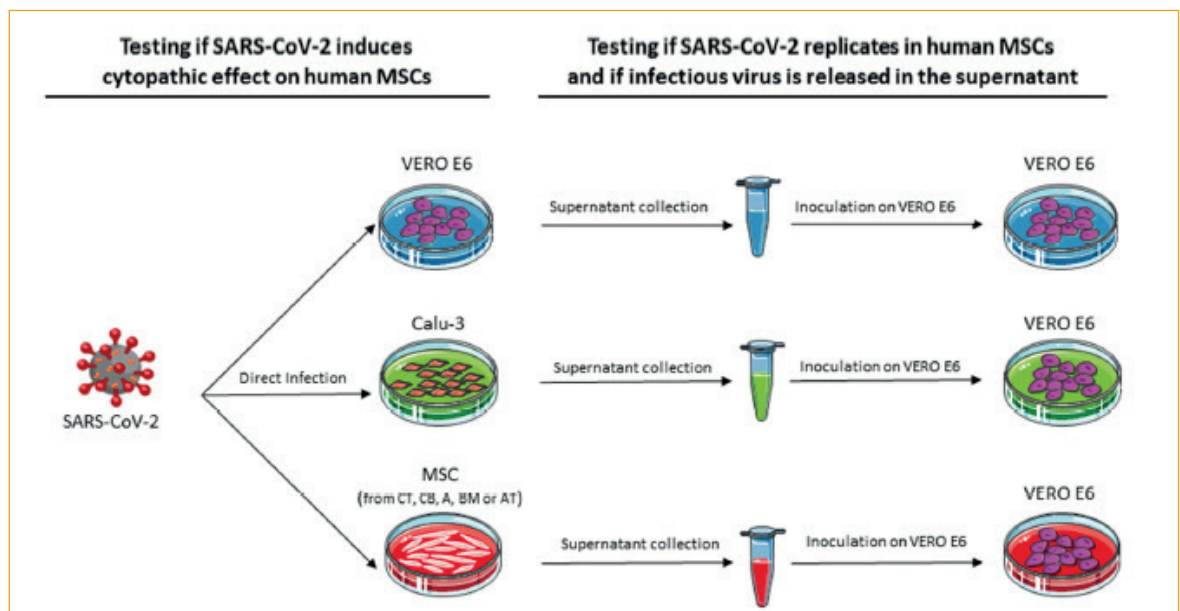 Testing if SARS-CoV-2 induces
cytopathic effect on human MSCs
Testing if SARS-CoV-2 replicates in human MSCs
and if infectious virus is released in the supernatant
VERO E6
Supernatant collection
Inoculation on VERO E6
VERO E6
SARS-CoV-2
Direct Infection
Calu-3
Supernatant collection
Inoculation on VERO E6
VERO E6
MSC
(from CT, CB, A, BM or AT)
Supernatant collection
Inoculation on VERO E6
VERO E6